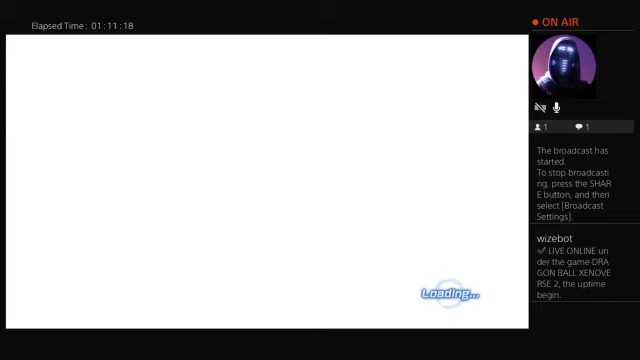 Elapsed Time : 01 : 11 : 18
ON AIR
1 1
The broadcast has
started.
To stop broadcasti
ng, press the SHAR
E button, and then
select [Broadcast
Settings].
wizebot
✓ LIVE ONLINE un
der the game DRA
GON BALL XENOVE
RSE 2, the uptime
begin.
Loading...